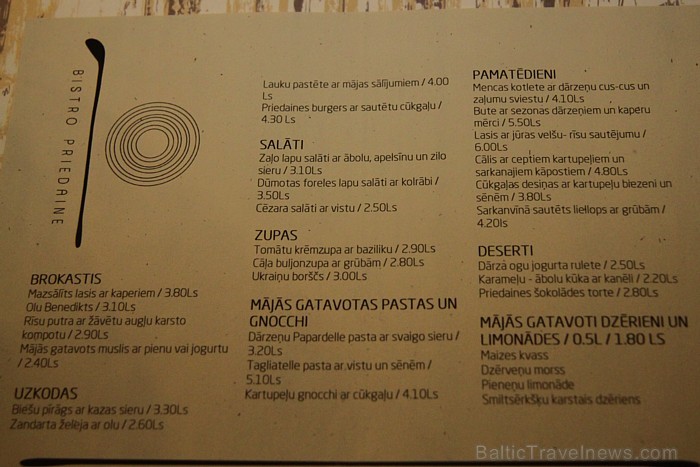 BISTRO PRIEDAINE
BROKASTIS
Mazsālīts lasis ar kaperiem / 3.80Ls
Olu Benedikts / 3.10Ls
Rīsu putra ar žāvētu augļu karsto
kompotu / 2.90Ls
Mājās gatavots muslis ar pienu vai jogurtu
/ 2.40Ls
UZKODAS
Biešu pīrāgs ar kazas sieru / 3.30Ls
Zandarta želeja ar olu / 2.60Ls
Lauku pastēte ar mājas sālījumiem / 4.00
Ls
Priedaines burgers ar sautētu cūkgaļu /
4.30 Ls
SALĀTI
Zaļo lapu salāti ar ābolu, apelsīnu un zilo
sieru / 3.10Ls
Dūmotas foreles lapu salāti ar kolrābi /
3.50Ls
Cēzara salāti ar vistu / 2.50Ls
ZUPAS
Tomātu krēmzupa ar baziliku / 2.90Ls
Cāļa buljonzupa ar grūbām / 2.80Ls
Ukraiņu borščs / 3.00Ls
MĀJĀS GATAVOTAS PASTAS UN
GNOCCHI
Dārzeņu Papardelle pasta ar svaigo sieru /
3.20Ls
Tagliatelle pasta ar vistu un sēnēm /
5.10Ls
Kartupeļu gnocchi ar cūkgaļu / 4.10Ls
PAMATĒDIENI
Mencas kotlete ar dārzeņu cus-cus un
zaļumu sviestu / 4.10Ls
Bute ar sezonas dārzeņiem un kaperu
mērci / 5.50Ls
Lasis ar jūras velšu- rīsu sautējumu /
6.00Ls
Cālis ar ceptiem kartupeļiem un
sarkanajiem kāpostiem / 4.80Ls
Cūkgaļas desiņas ar kartupeļu biezeni un
sēnēm / 3.80Ls
Sarkanvīnā sautēts liellops ar grūbām /
4.20ls
DESERTI
Dārza ogu jogurta rulete / 2.50Ls
Karameļu - ābolu kūka ar kanēli / 2.20Ls
Priedaines šokolādes torte / 2.80Ls
MĀJĀS GATAVOTI DZĒRIENI UN
LIMONĀDES / 0.5L / 1.80 LS
Maizes kvass
Dzērveņu morss
Pieneņu limonāde
Smiltsērkšķu karstais dzēriens
BalticTravelnews.com